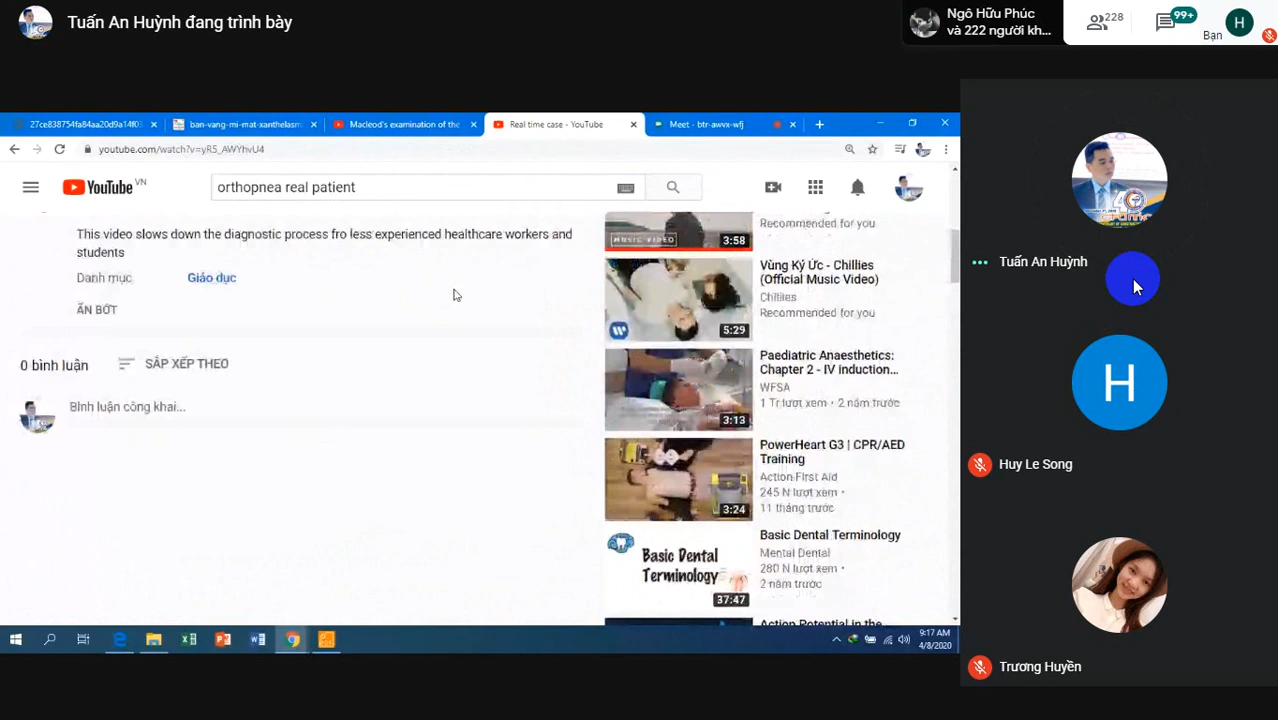 Tuấn An Huỳnh đang trình bày
Ngô Hữu Phúc
và 222 người kh...
228
99+
Bạn
H
27ce838754fa84aa20d9a14f03
ban-vang-mi-mat-xanthelasm
Macleod's examination of the
Real time case - YouTube
Meet - btr-awvx-wfj
youtube.com/watch?v=yR5_AWYhvU4
YouTube VN
orthopnea real patient
This video slows down the diagnostic process fro less experienced healthcare workers and
students
Danh mục
Giáo dục
ẨN BỚT
0 bình luận
SẮP XẾP THEO
Bình luận công khai...
Recommended for you
MUSIC VIDEO
3:58
Vùng Ký Ức - Chillies
(Official Music Video)
Chillies
Recommended for you
5:29
Paediatric Anaesthetics:
Chapter 2 - IV induction...
WFSA
1 Tr lượt xem • 2 năm trước
3:13
PowerHeart G3 | CPR/AED
Training
Action First Aid
245 N lượt xem •
11 tháng trước
3:24
Basic Dental Terminology
Mental Dental
280 N lượt xem •
2 năm trước
Basic Dental
Terminology
37:47
Action Potential in the
9:17 AM
4/8/2020
Tuấn An Huỳnh
H
Huy Le Song
Trương Huyền